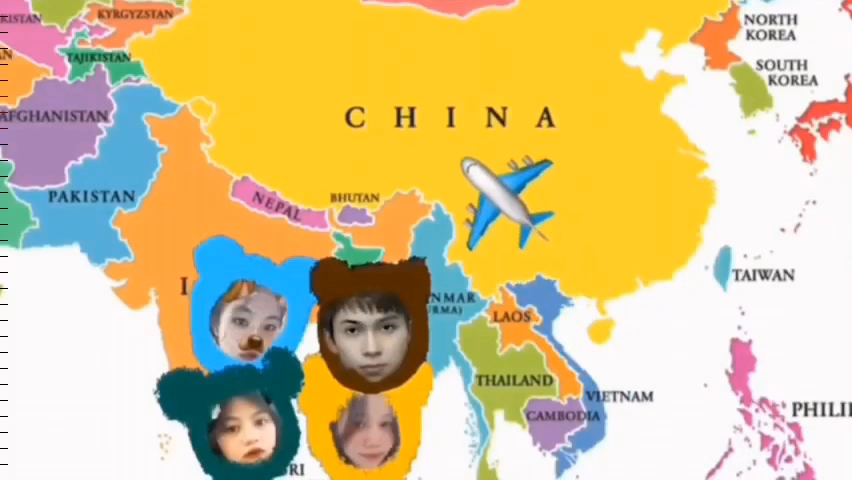 KYRGYZSTAN
TAJIKISTAN
AFGHANISTAN
PAKISTAN
CHINA
NORTH
KOREA
SOUTH
KOREA
NEPAL
BHUTAN
TAIWAN
LAOS
THAILAND
VIETNAM
CAMBODIA